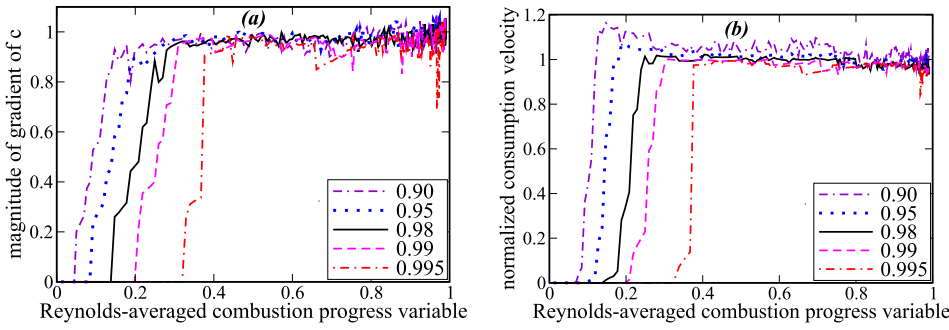 (a)
magnitude of gradient of c
1
0.8
0.6
0.4
0.2
0
0.90
0.95
0.98
0.99
0.995
0 0.2 0.4 0.6 0.8 1
Reynolds-averaged combustion progress variable
(b)
normalized consumption velocity
1.2
1.0
0.8
0.6
0.4
0.2
0
0.90
0.95
0.98
0.99
0.995
0 0.2 0.4 0.6 0.8 1
Reynolds-averaged combustion progress variable